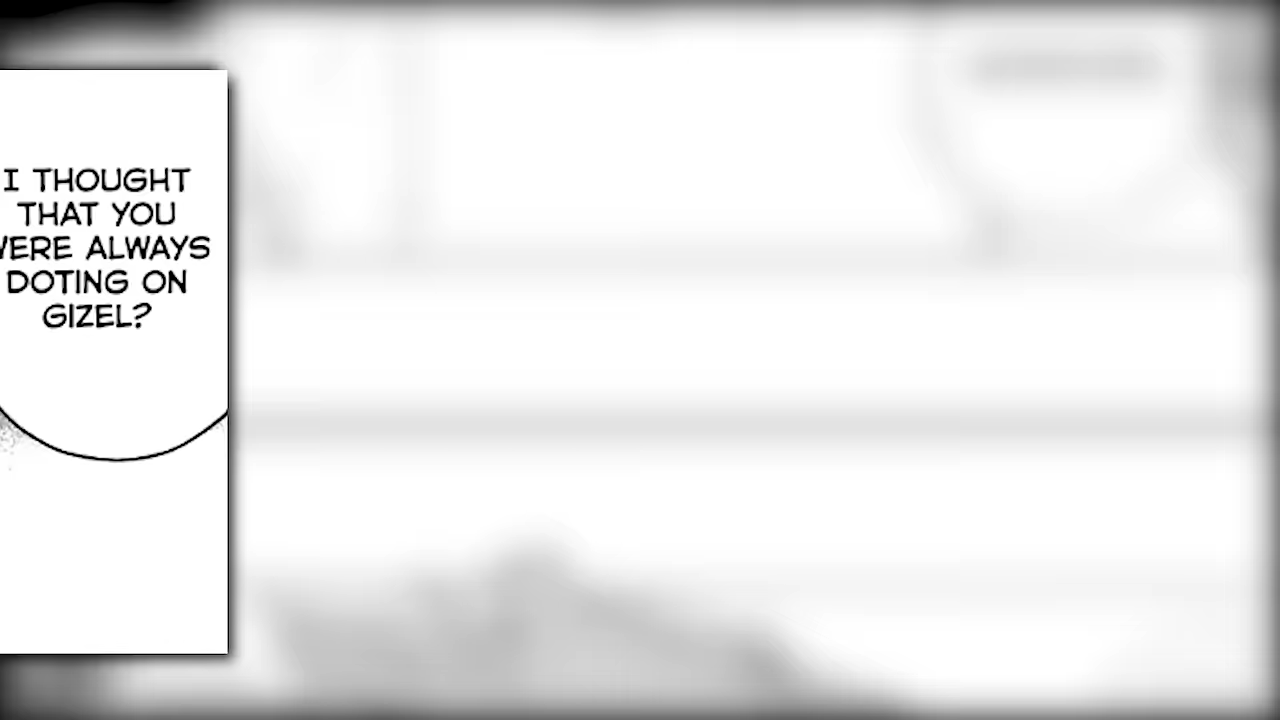 I THOUGHT
THAT YOU
WERE ALWAYS
DOTING ON
GIZEL?